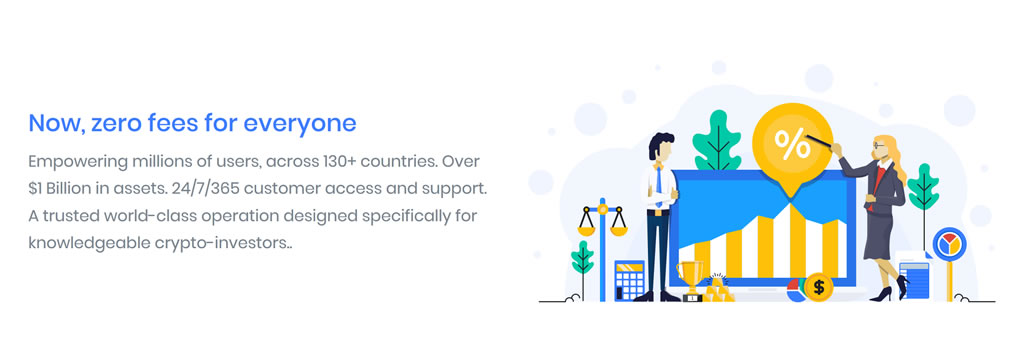 Now, zero fees for everyone
Empowering millions of users, across 130+ countries. Over
$1 Billion in assets. 24/7/365 customer access and support.
A trusted world-class operation designed specifically for
knowledgeable crypto-investors..
%
1
$